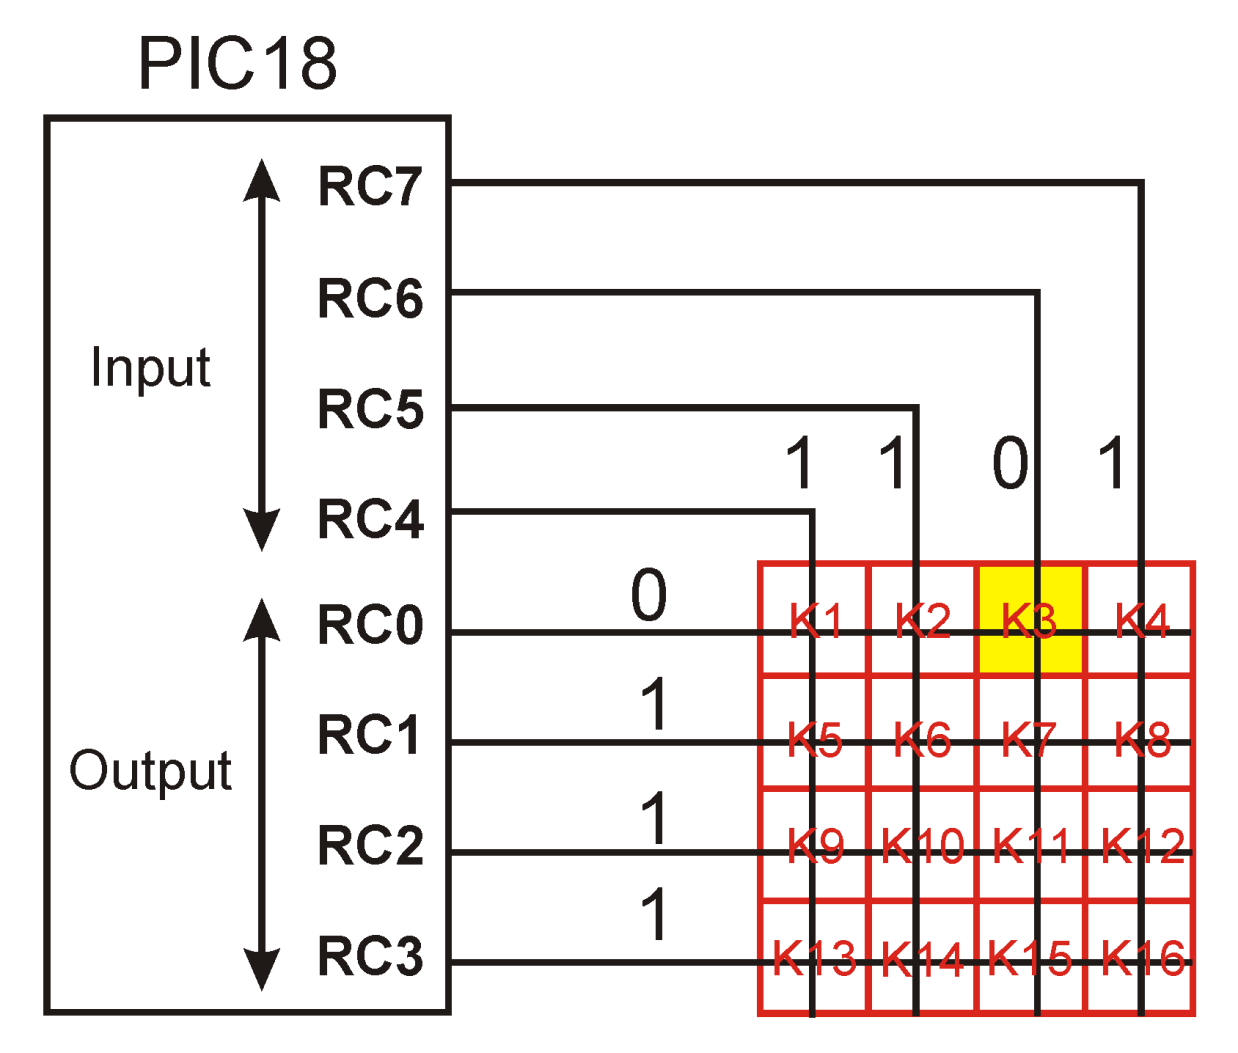 PIC18
RC7
RC6
Input
RC5
1 1 0 1
RC4
0
RC0
K1 K2 K3 K4
1
RC1
K5 K6 K7 K8
Output
1
RC2
K9 K10 K11 K12
1
RC3
K13 K14 K15 K16